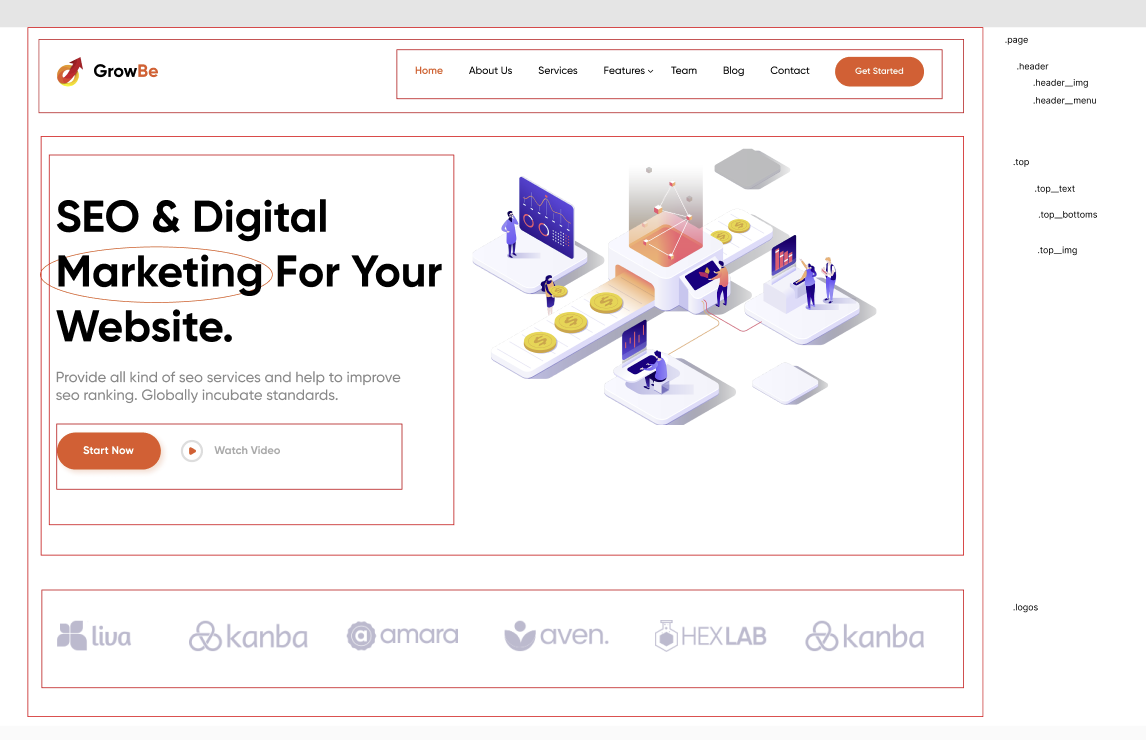 GrowBe
Home About Us Services Features Team Blog Contact Get Started
SEO & Digital
Marketing For Your
Website.
Provide all kind of seo services and help to improve
seo ranking. Globally incubate standards.
Start Now Watch Video
liva kanba amara aven. HEXLAB kanba
.page
.header
.header__img
.header__menu
.top
.top__text
.top__bottoms
.top__img
.logos